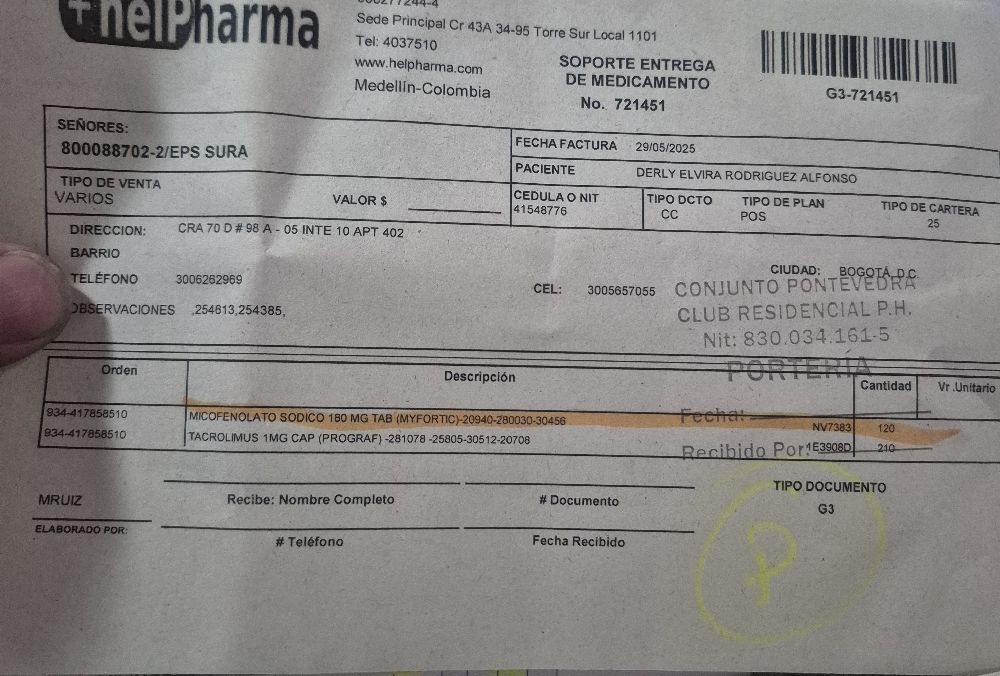 helPharma
Sede Principal Cr 43A 34-95 Torre Sur Local 1101
Tel: 4037510
www.helpharma.com
Medellín-Colombia
SOPORTE ENTREGA
DE MEDICAMENTO
No. 721451
G3-721451
SEÑORES:
800088702-2/EPS SURA
FECHA FACTURA 29/05/2025
PACIENTE DERLY ELVIRA RODRIGUEZ ALFONSO
TIPO DE VENTA
VARIOS
VALOR $
CEDULA O NIT
41548776
TIPO DCTO
CC
TIPO DE PLAN
POS
TIPO DE CARTERA
25
DIRECCION: CRA 70 D # 98 A - 05 INTE 10 APT 402
BARRIO
CIUDAD: BOGOTÁ, D.C.
TELÉFONO 3006262969
CEL: 3005657055
OBSERVACIONES ,254613,254385,
CONJUNTO PONTEVEDRA
CLUB RESIDENCIAL P.H.
Nit: 830.034.161-5
PORTERÍA
Fecha:
Recibido Por:
Orden Descripción Cantidad Vr.Unitario
934-417858510 MICOFENOLATO SODICO 180 MG TAB (MYFORTIC)-20940-280030-30456 NV7383 120
934-417858510 TACROLIMUS 1MG CAP (PROGRAF) -281078 -25805-30512-20708 1E3908D 210
MRUIZ
ELABORADO POR:
Recibe: Nombre Completo
# Documento
TIPO DOCUMENTO
G3
# Teléfono
Fecha Recibido
P